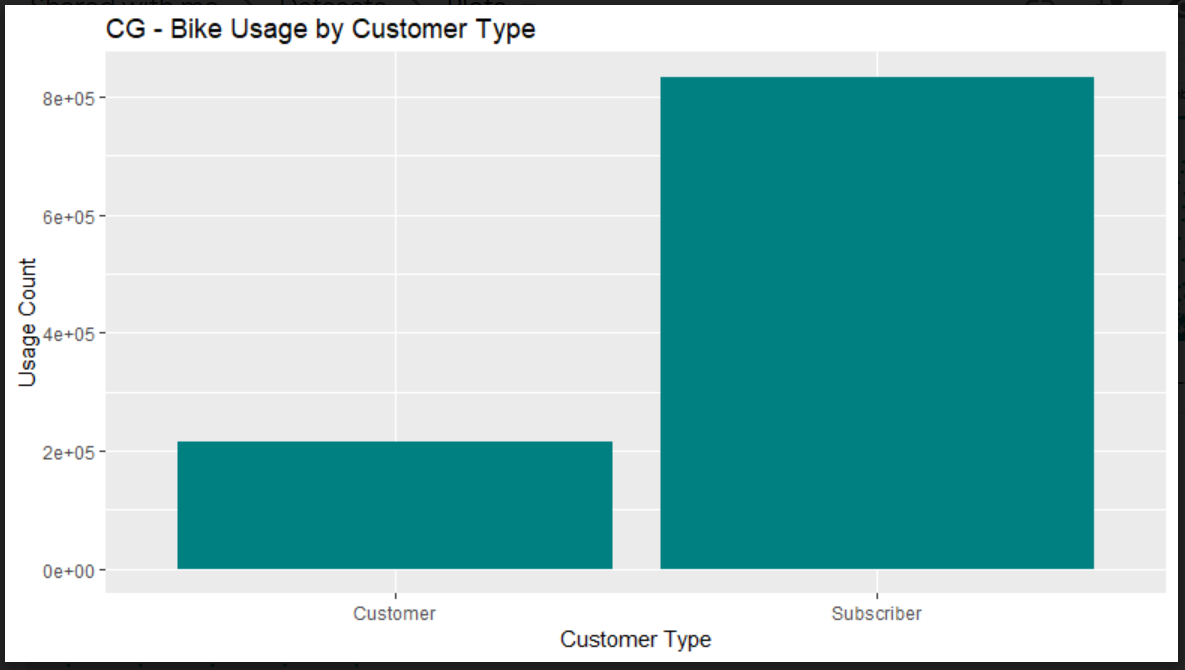 CG - Bike Usage by Customer Type
8e+05
6e+05
4e+05
2e+05
0e+00
Usage Count
Customer
Subscriber
Customer Type